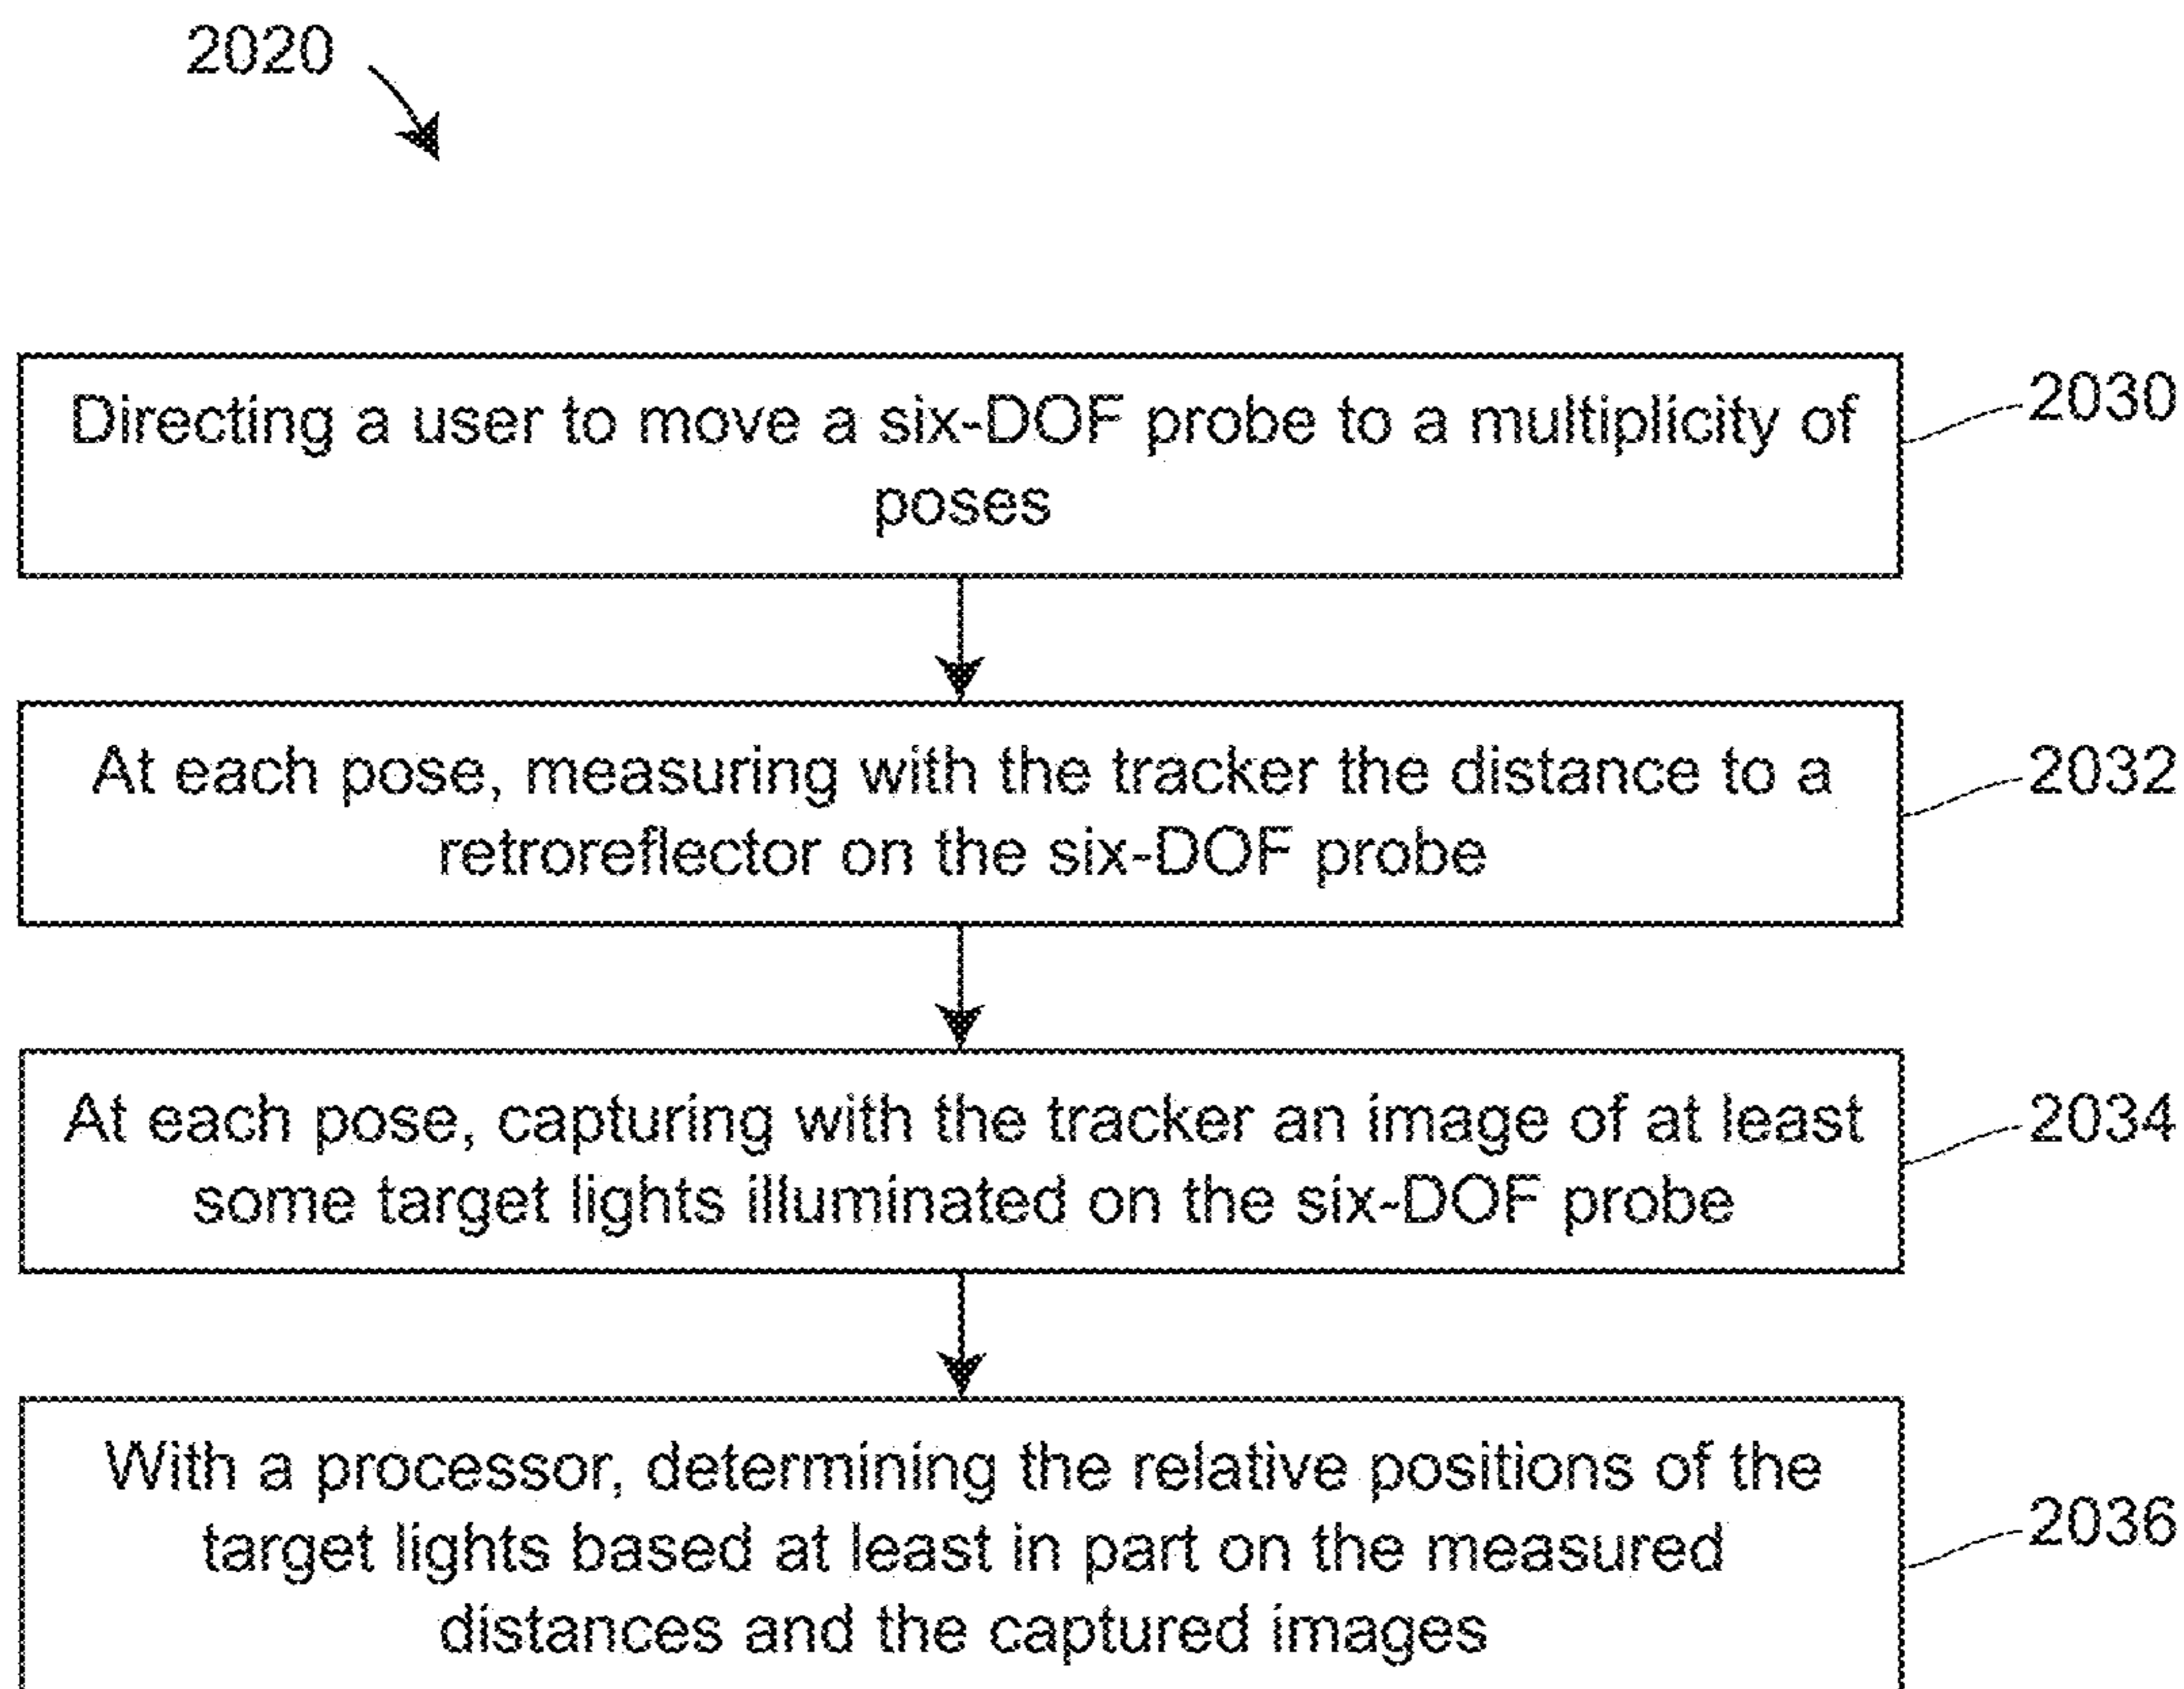 2020
Directing a user to move a six-DOF probe to a multiplicity of
poses
2030
At each pose, measuring with the tracker the distance to a
retroreflector on the six-DOF probe
2032
At each pose, capturing with the tracker an image of at least
some target lights illuminated on the six-DOF probe
2034
With a processor, determining the relative positions of the
target lights based at least in part on the measured
distances and the captured images
2036